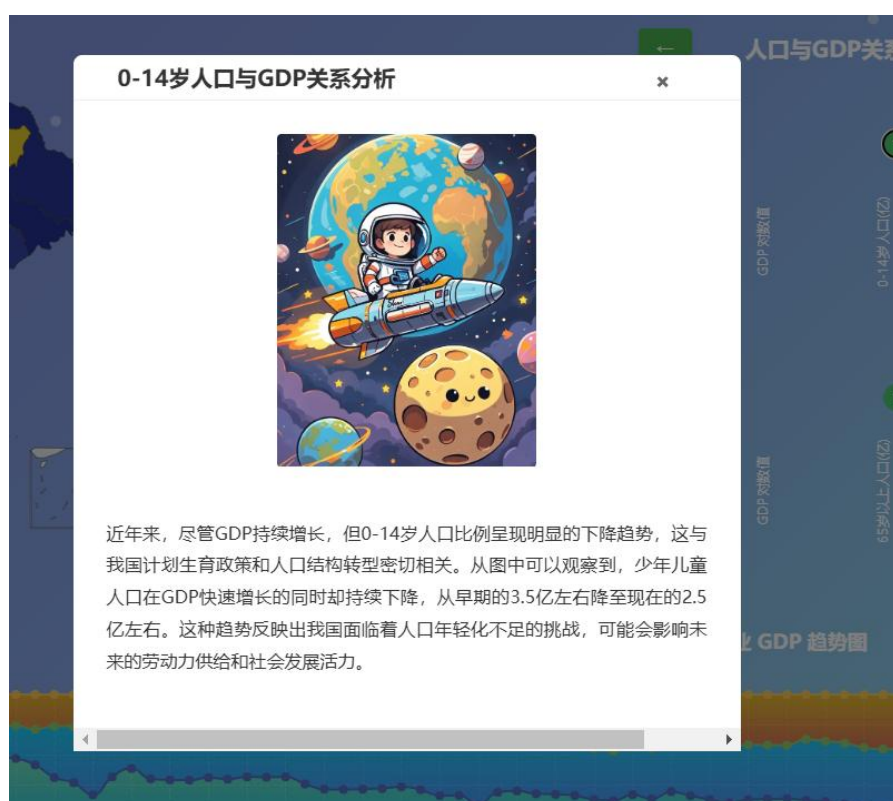 ←
人口与GDP关系
0-14岁人口与GDP关系分析
×
GDP对数值
0-14岁人口(亿)
近年来，尽管GDP持续增长，但0-14岁人口比例呈现明显的下降趋势，这与
我国计划生育政策和人口结构转型密切相关。从图中可以观察到，少年儿童
人口在GDP快速增长的同时却持续下降，从早期的3.5亿左右降至现在的2.5
亿左右。这种趋势反映出我国面临着人口年轻化不足的挑战，可能会影响未
来的劳动力供给和社会发展活力。
GDP对数值
65岁以上人口(亿)
业 GDP 趋势图